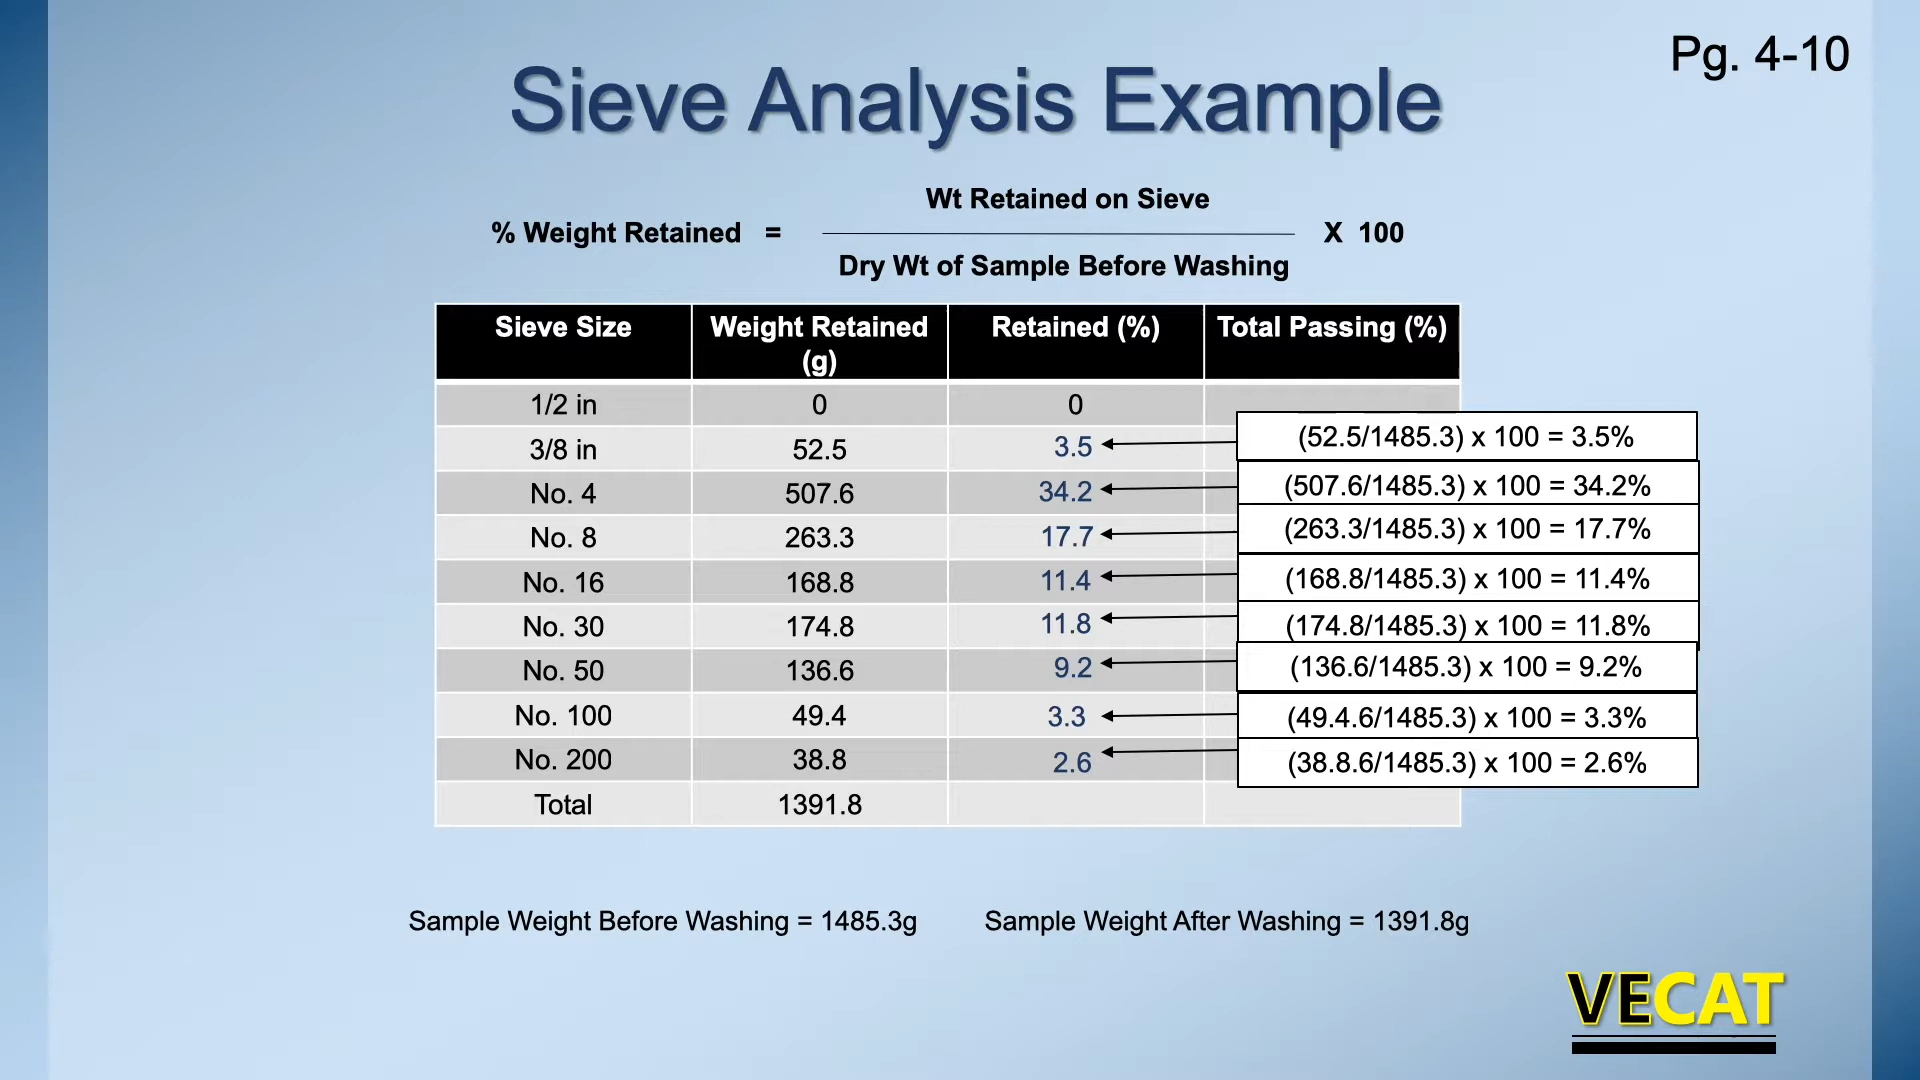 Pg. 4-10
Sieve Analysis Example
Wt Retained on Sieve
% Weight Retained = X 100
Dry Wt of Sample Before Washing
Sieve Size Weight Retained (g) Retained (%) Total Passing (%)
1/2 in 0 0
3/8 in 52.5 3.5 (52.5/1485.3) x 100 = 3.5%
No. 4 507.6 34.2 (507.6/1485.3) x 100 = 34.2%
No. 8 263.3 17.7 (263.3/1485.3) x 100 = 17.7%
No. 16 168.8 11.4 (168.8/1485.3) x 100 = 11.4%
No. 30 174.8 11.8 (174.8/1485.3) x 100 = 11.8%
No. 50 136.6 9.2 (136.6/1485.3) x 100 = 9.2%
No. 100 49.4 3.3 (49.4.6/1485.3) x 100 = 3.3%
No. 200 38.8 2.6 (38.8.6/1485.3) x 100 = 2.6%
Total 1391.8
Sample Weight Before Washing = 1485.3g Sample Weight After Washing = 1391.8g
VECAT